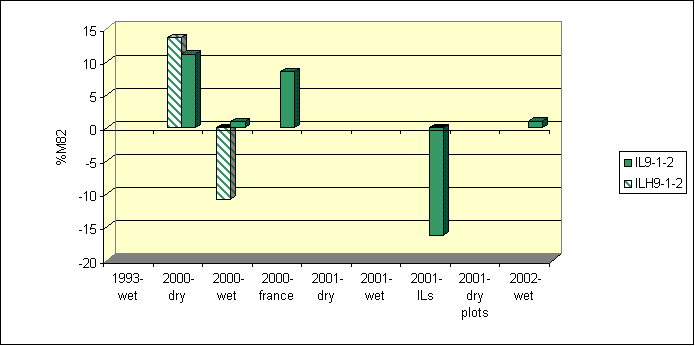 15
10
5
0
-5
-10
-15
-20
%M82
1993-
wet
2000-
dry
2000-
wet
2000-
france
2001-
dry
2001-
wet
2001-
ILs
2001-
dry
plots
2002-
wet
IL9-1-2
ILH9-1-2